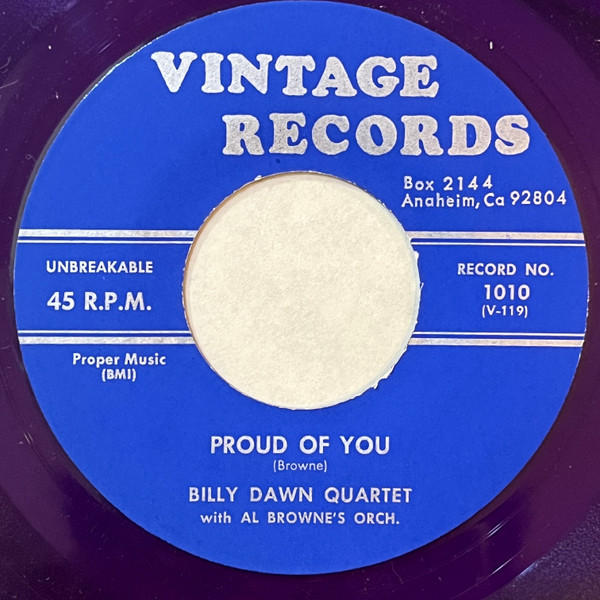 VINTAGE
RECORDS
Box 2144
Anaheim, Ca 92804
UNBREAKABLE
45 R.P.M.
RECORD NO.
1010
(V-119)
Proper Music
(BMI)
PROUD OF YOU
(Browne)
BILLY DAWN QUARTET
with AL BROWNE'S ORCH.